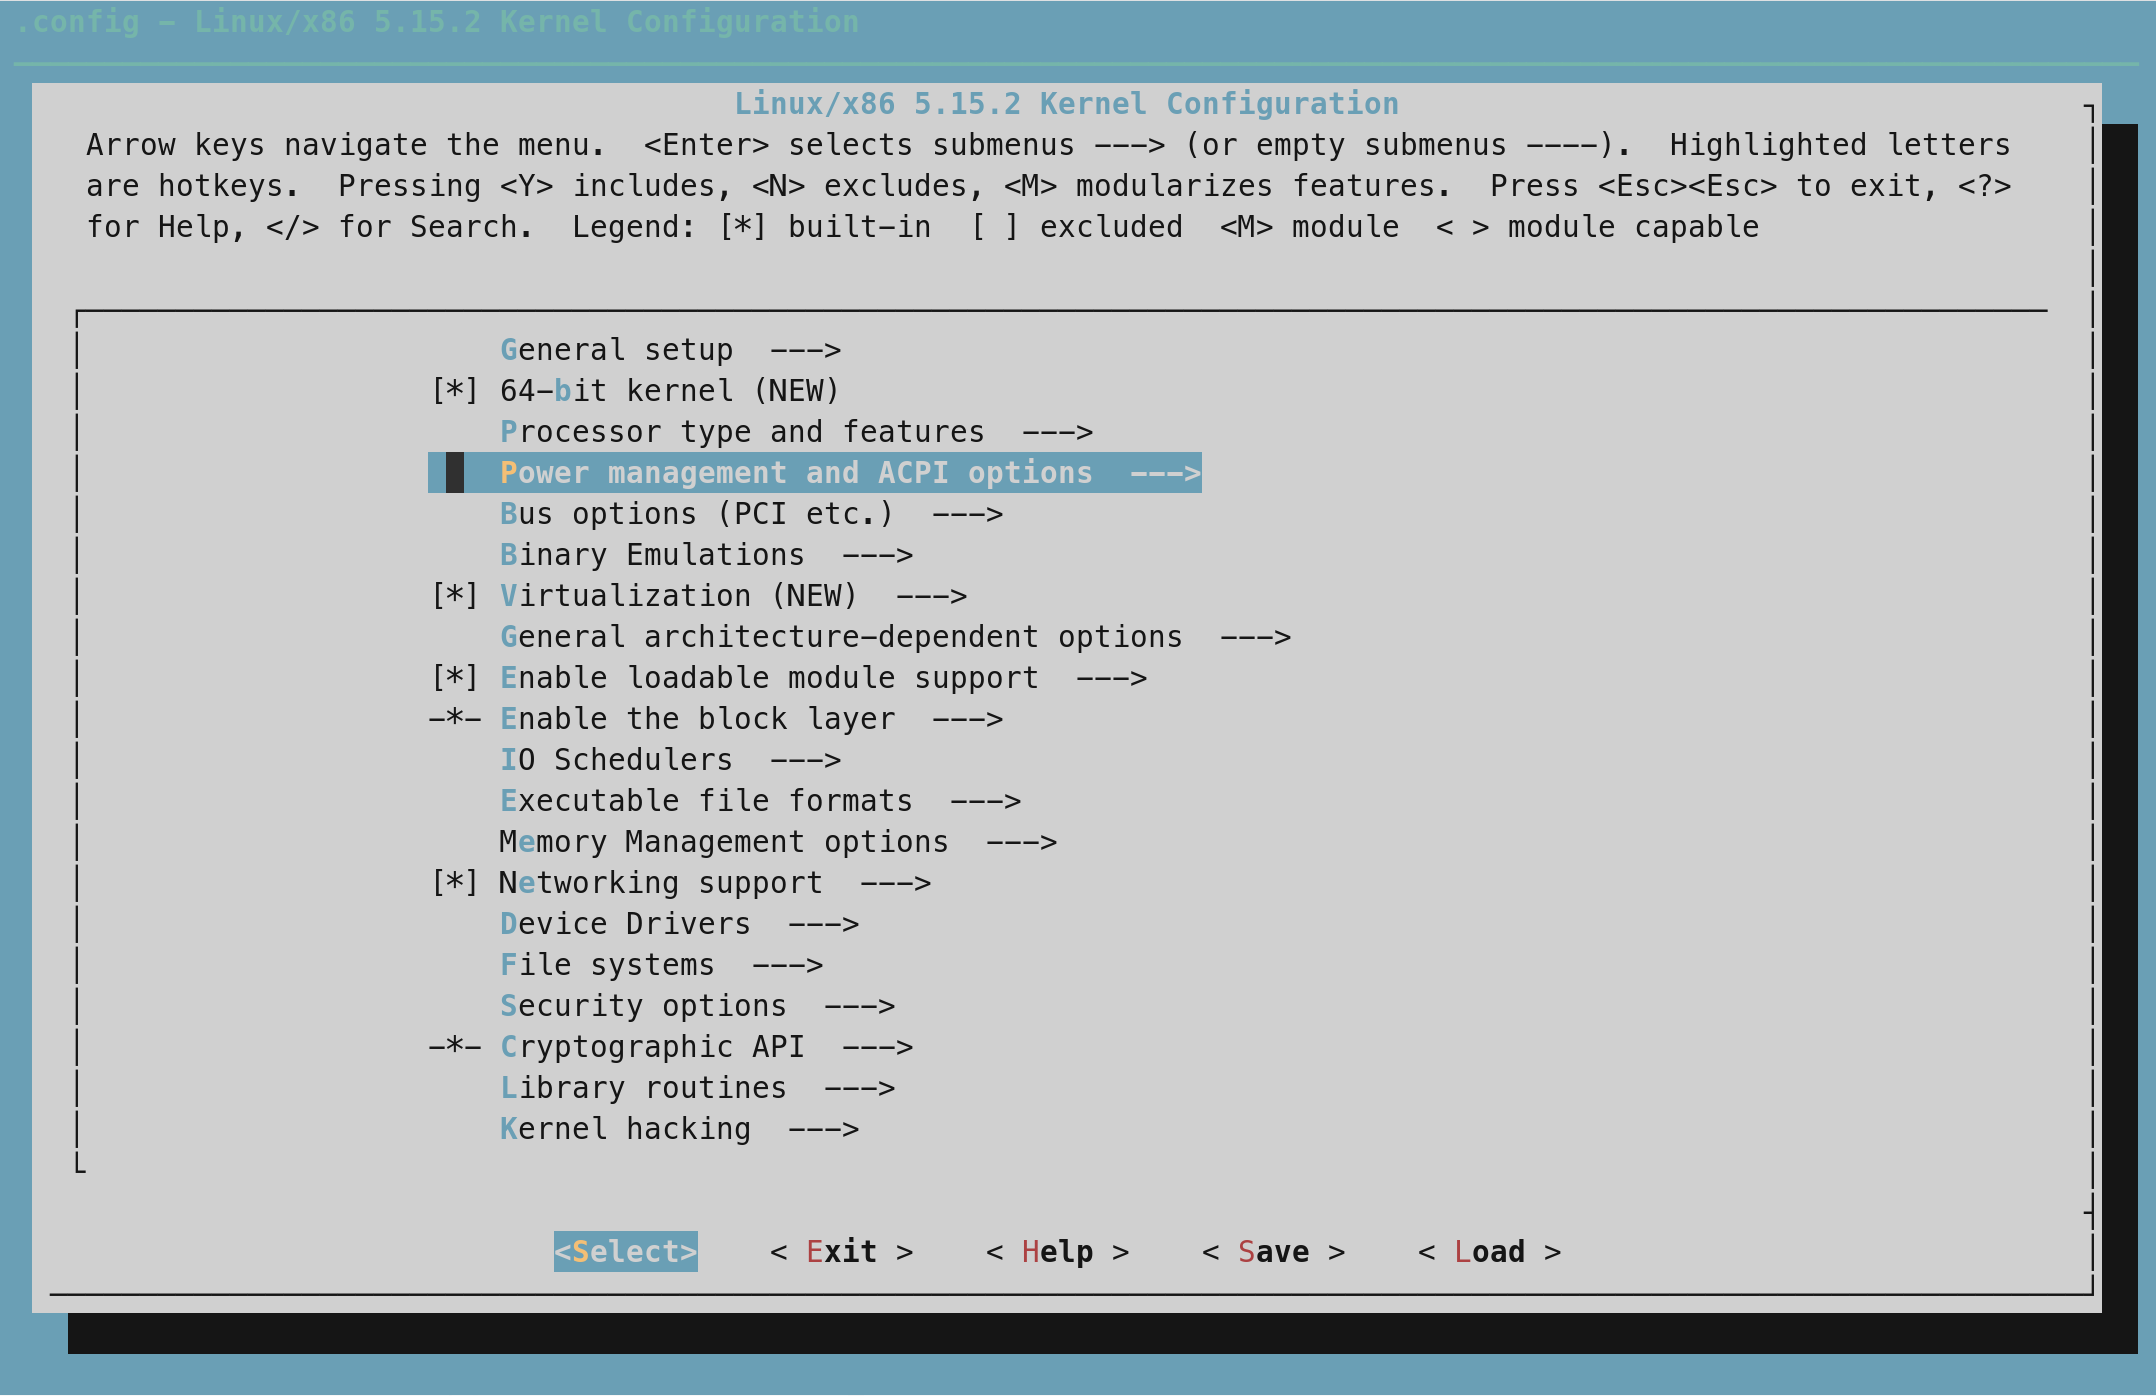 .config - Linux/x86 5.15.2 Kernel Configuration
Linux/x86 5.15.2 Kernel Configuration
Arrow keys navigate the menu.  <Enter> selects submenus ---> (or empty submenus ----).  Highlighted letters
are hotkeys.  Pressing <Y> includes, <N> excludes, <M> modularizes features.  Press <Esc><Esc> to exit, <?>
for Help, </> for Search.  Legend: [*] built-in  [ ] excluded  <M> module  < > module capable
General setup  --->
[*] 64-bit kernel (NEW)
Processor type and features  --->
Power management and ACPI options  --->
Bus options (PCI etc.)  --->
Binary Emulations  --->
[*] Virtualization (NEW)  --->
General architecture-dependent options  --->
[*] Enable loadable module support  --->
-*- Enable the block layer  --->
IO Schedulers  --->
Executable file formats  --->
Memory Management options  --->
[*] Networking support  --->
Device Drivers  --->
File systems  --->
Security options  --->
-*- Cryptographic API  --->
Library routines  --->
Kernel hacking  --->
<Select>    < Exit >    < Help >    < Save >    < Load >